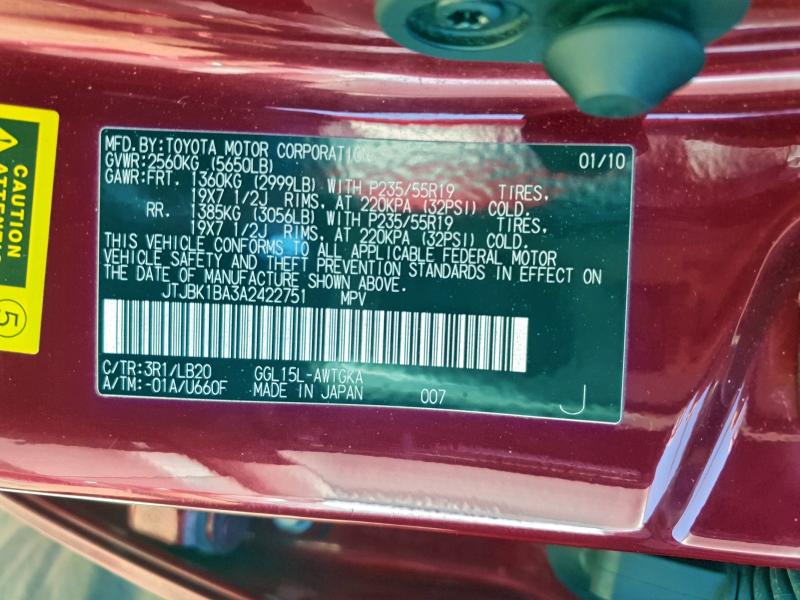 MFD.BY:TOYOTA MOTOR CORPORATION 01/10
GVWR:2560KG (5650LB)
GAWR:FRT. 1360KG (2999LB) WITH P235/55R19 TIRES.
19X7 1/2J RIMS, AT 220KPA (32PSI) COLD.
RR. 1385KG (3056LB) WITH P235/55R19 TIRES.
19X7 1/2J RIMS, AT 220KPA (32PSI) COLD.
THIS VEHICLE CONFORMS TO ALL APPLICABLE FEDERAL MOTOR
VEHICLE SAFETY AND THEFT PREVENTION STANDARDS IN EFFECT ON
THE DATE OF MANUFACTURE SHOWN ABOVE.
JTJBK1BA3A2422751 MPV
C/TR:3R1/LB20 GGL15L-AWTGKA
A/TM:-01A/U660F MADE IN JAPAN 007 J
CAUTION
5